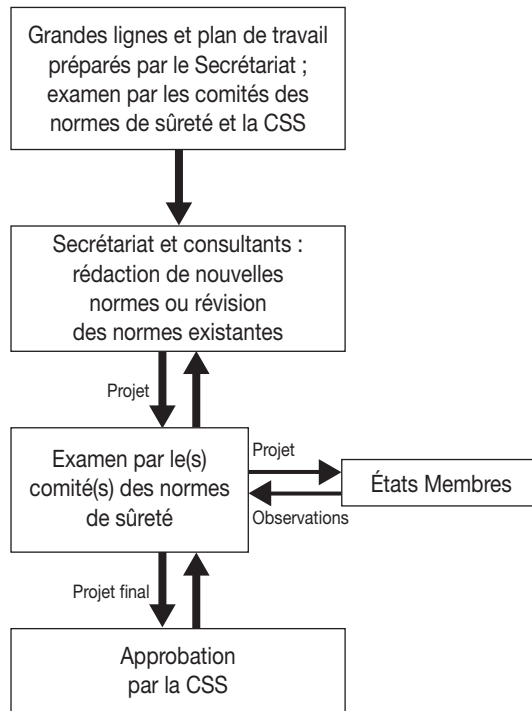 Grandes lignes et plan de travail
préparés par le Secrétariat ;
examen par les comités des
normes de sûreté et la CSS
Secrétariat et consultants :
rédaction de nouvelles
normes ou révision
des normes existantes
Projet
Examen par le(s)
comité(s) des normes
de sûreté
Projet
États Membres
Observations
Projet final
Approbation
par la CSS